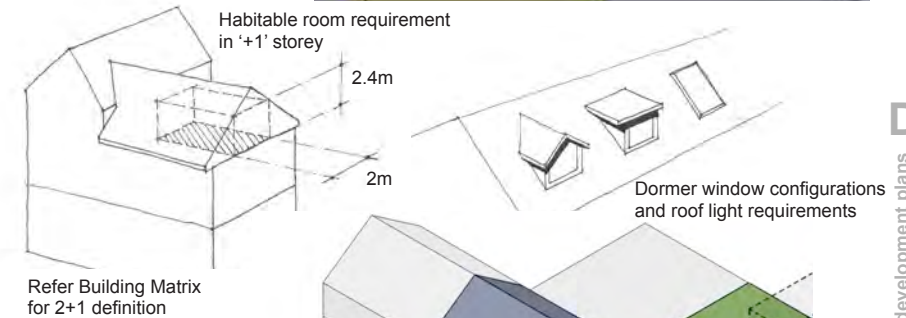 Habitable room requirement
in ‘+1’ storey
2.4m
2m
Dormer window configurations
and roof light requirements
Refer Building Matrix
for 2+1 definition
D
development plans